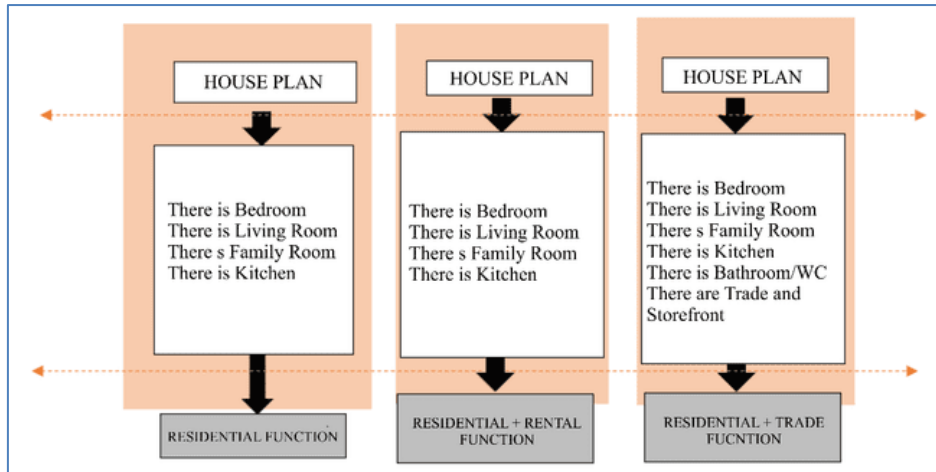 HOUSE PLAN
There is Bedroom
There is Living Room
There s Family Room
There is Kitchen
RESIDENTIAL FUNCTION
HOUSE PLAN
There is Bedroom
There is Living Room
There s Family Room
There is Kitchen
RESIDENTIAL + RENTAL
FUNCTION
HOUSE PLAN
There is Bedroom
There is Living Room
There s Family Room
There is Kitchen
There is Bathroom/WC
There are Trade and
Storefront
RESIDENTIAL + TRADE
FUCNTION